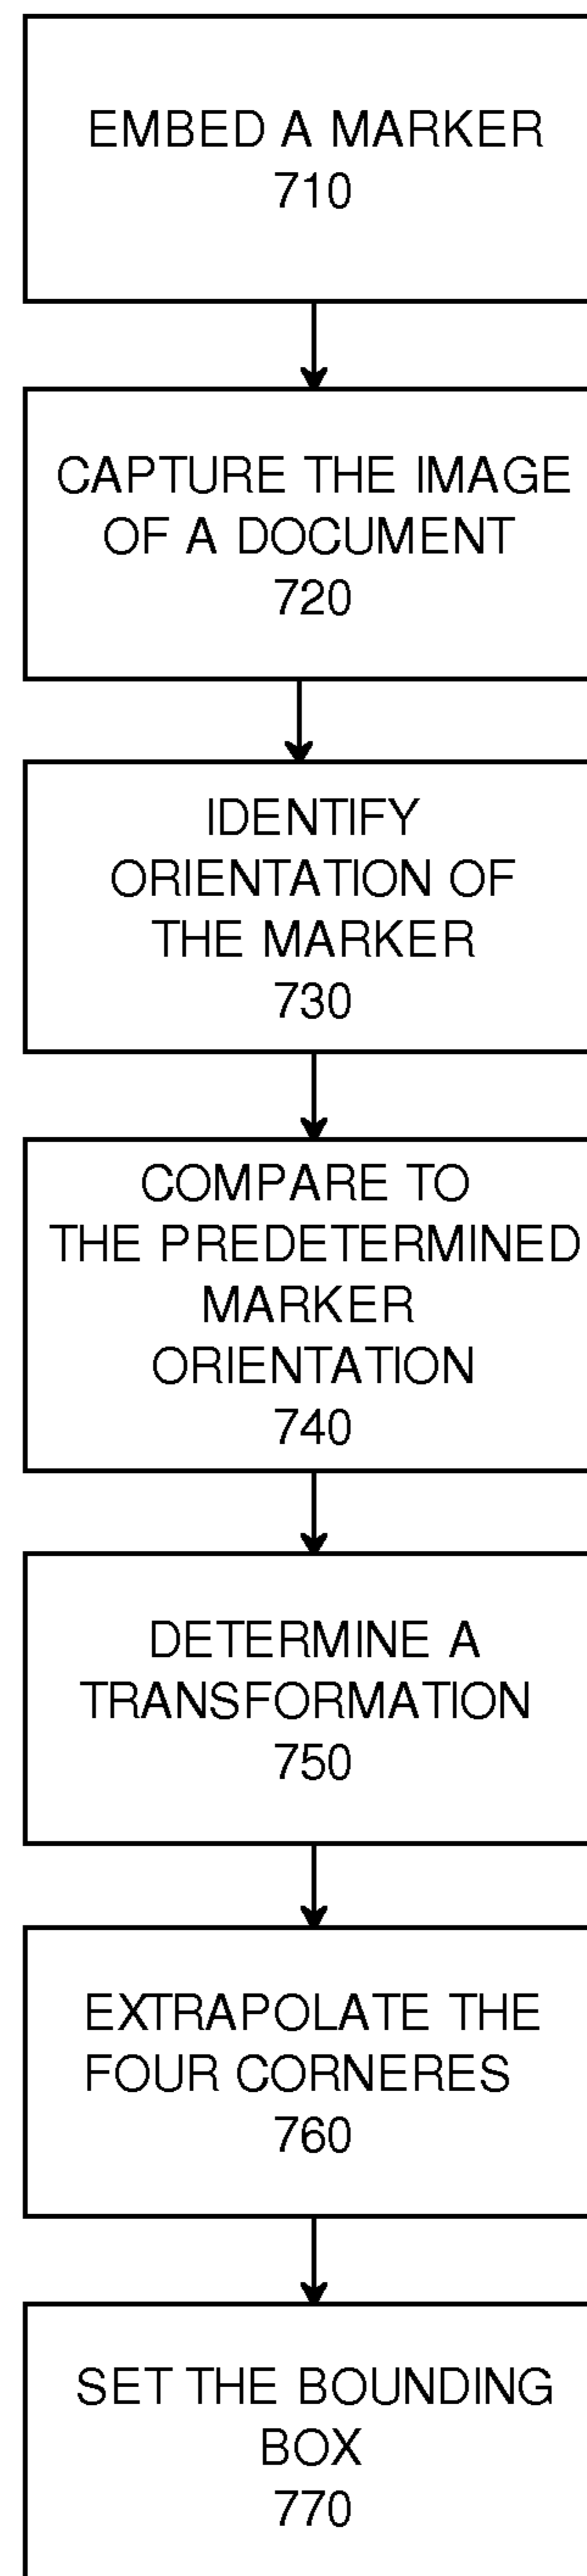 EMBED A MARKER
710
CAPTURE THE IMAGE
OF A DOCUMENT
720
IDENTIFY
ORIENTATION OF
THE MARKER
730
COMPARE TO
THE PREDETERMINED
MARKER
ORIENTATION
740
DETERMINE A
TRANSFORMATION
750
EXTRAPOLATE THE
FOUR CORNERES
760
SET THE BOUNDING
BOX
770